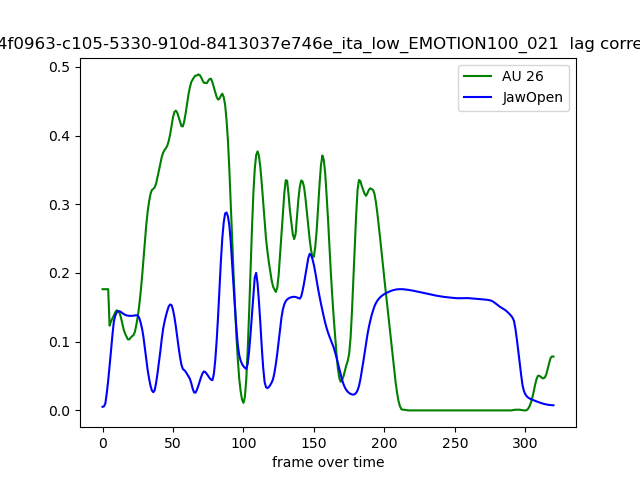 4f0963-c105-5330-910d-8413037e746e_ita_low_EMOTION100_021 lag corre
AU 26
JawOpen
0.5
0.4
0.3
0.2
0.1
0.0
0 50 100 150 200 250 300
frame over time